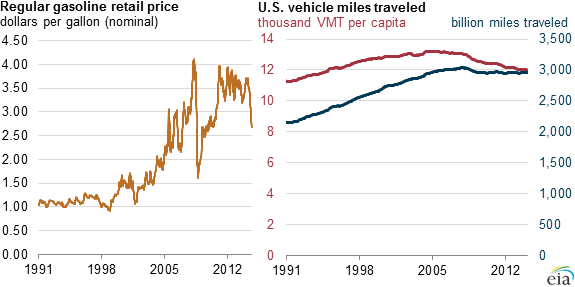 Regular gasoline retail price
dollars per gallon (nominal)
4.50
4.00
3.50
3.00
2.50
2.00
1.50
1.00
0.50
0.00
1991 1998 2005 2012
U.S. vehicle miles traveled
thousand VMT per capita billion miles traveled
14 3,500
12 3,000
10 2,500
8 2,000
6 1,500
4 1,000
2 500
0 0
1991 1998 2005 2012
eia